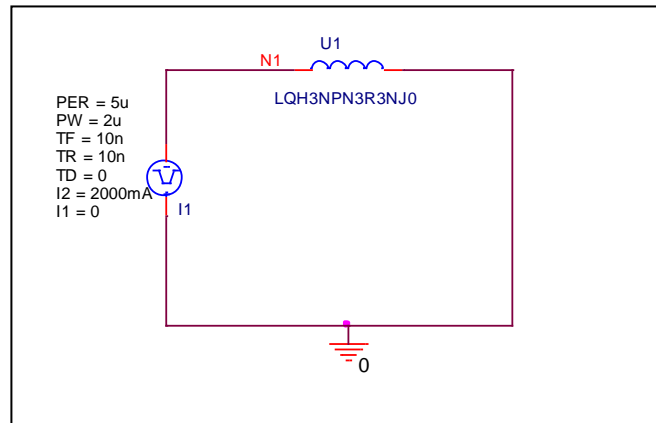 U1
N1
LQH3NPN3R3NJ0
PER = 5u
PW = 2u
TF = 10n
TR = 10n
TD = 0
I2 = 2000mA
I1 = 0
I1
0